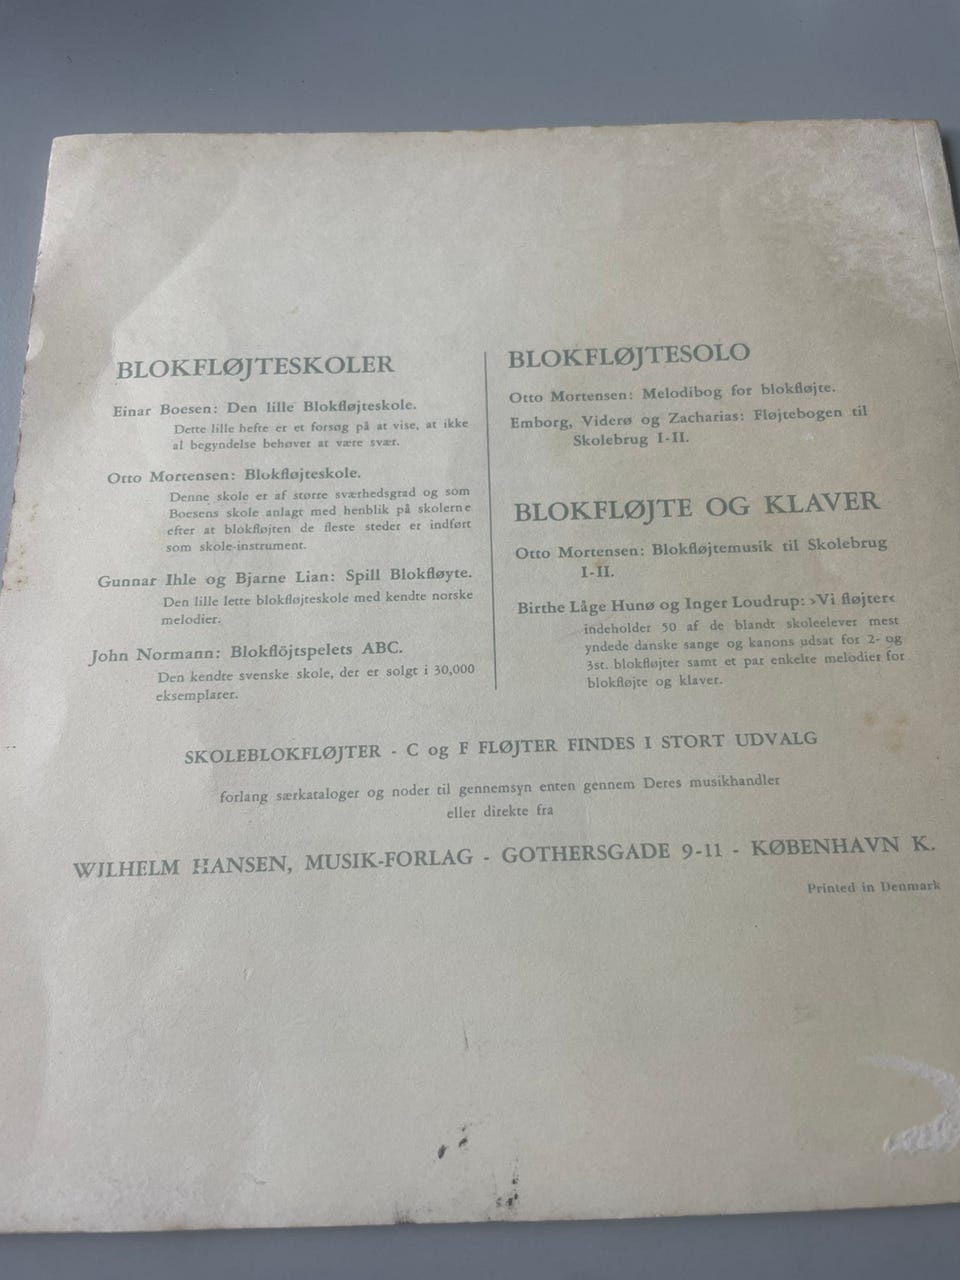 BLOKFLØJTESKOLER
Einar Boesen: Den lille Blokfløjteskole.
Dette lille hefte er et forsøg på at vise, at ikke
al begyndelse behøver at være svær.
Otto Mortensen: Blokfløjteskole.
Denne skole er af større sværhedsgrad og som
Boesens skole anlagt med henblik på skolerne
efter at blokfløjten de fleste steder er indført
som skole-instrument.
Gunnar Ihle og Bjarne Lian: Spill Blokfløyte.
Den lille lette blokfløjteskole med kendte norske
melodier.
John Normann: Blokflöjtspelets ABC.
Den kendte svenske skole, der er solgt i 30,000
eksemplarer.
BLOKFLØJTESOLO
Otto Mortensen: Melodibog for blokfløjte.
Emborg, Viderø og Zacharias: Fløjtebogen til
Skolebrug I-II.
BLOKFLØJTE OG KLAVER
Otto Mortensen: Blokfløjtemusik til Skolebrug
I-II.
Birthe Låge Hunø og Inger Loudrup: ›Vi fløjter‹
indeholder 50 af de blandt skoleelever mest
yndede danske sange og kanons udsat for 2- og
3st. blokfløjter samt et par enkelte melodier for
blokfløjte og klaver.
SKOLEBLOKFLØJTER - C og F FLØJTER FINDES I STORT UDVALG
forlang særkataloger og noder til gennemsyn enten gennem Deres musikhandler
eller direkte fra
WILHELM HANSEN, MUSIK-FORLAG - GOTHERSGADE 9-11 - KØBENHAVN K.
Printed in Denmark